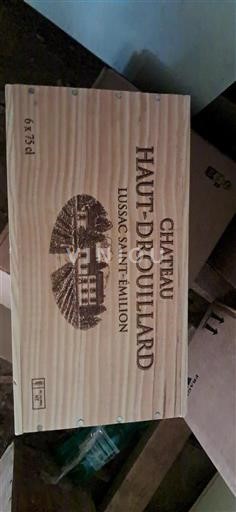 CHATEAU
HAUT-DROUILLARD
LUSSAC SAINT-ÉMILION
6 x 75 cl